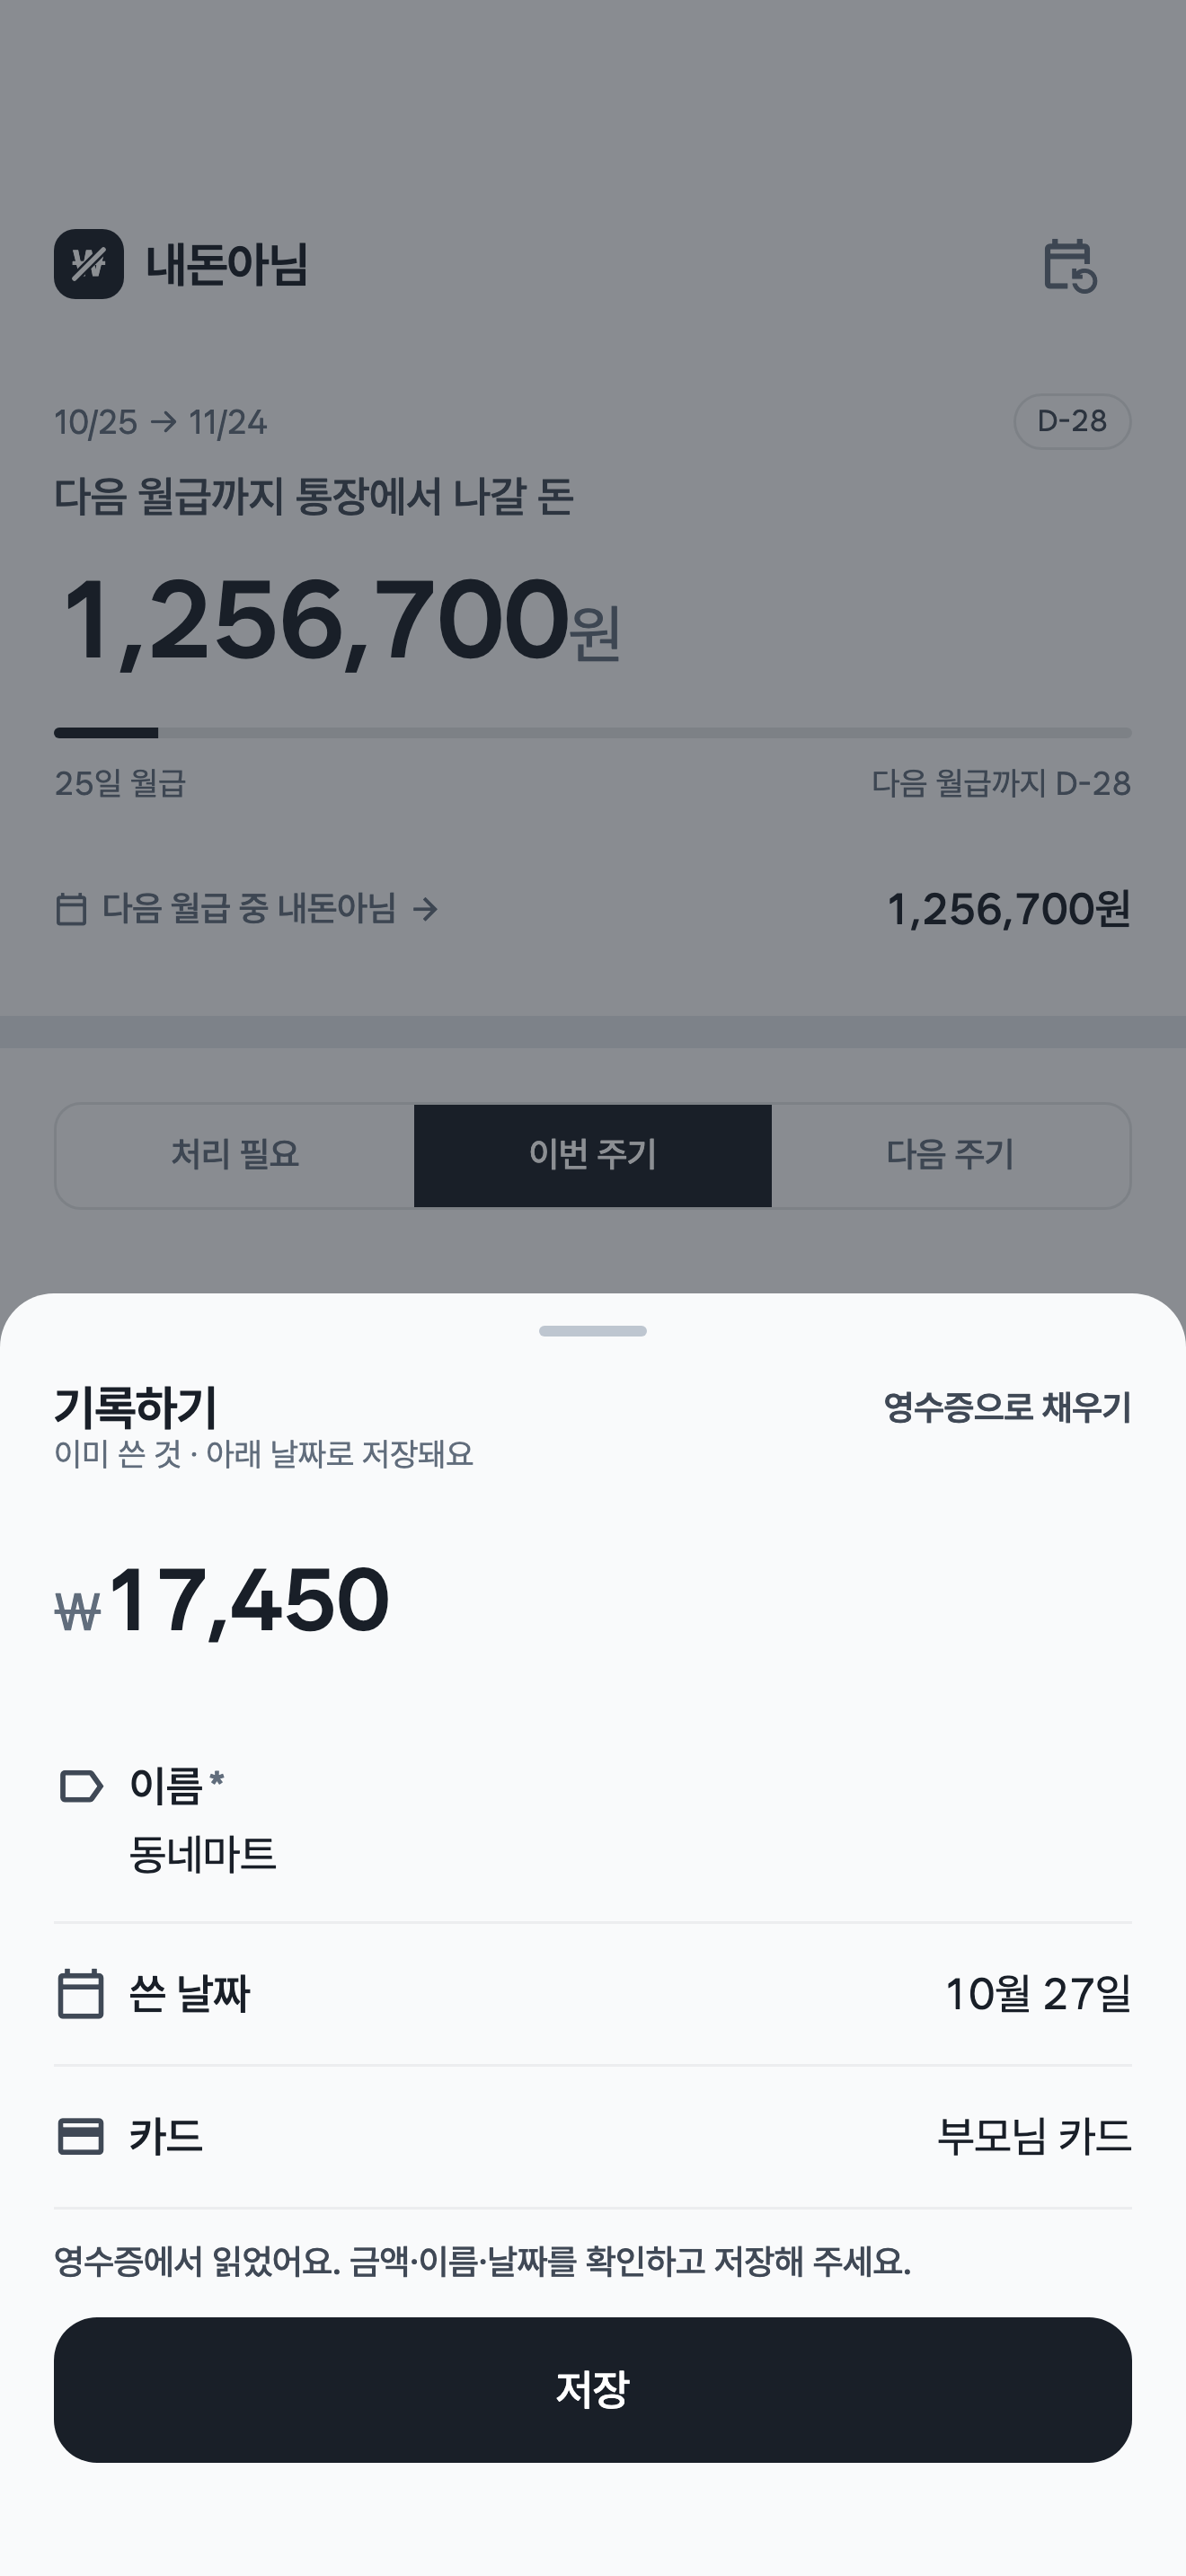 내돈아님
10/25 → 11/24
D-28
다음 월급까지 통장에서 나갈 돈
1,256,700원
25일 월급
다음 월급까지 D-28
다음 월급 중 내돈아님 →
1,256,700원
처리 필요
이번 주기
다음 주기
기록하기
영수증으로 채우기
이미 쓴 것 · 아래 날짜로 저장돼요
₩17,450
이름 *
동네마트
쓴 날짜
10월 27일
카드
부모님 카드
영수증에서 읽었어요. 금액·이름·날짜를 확인하고 저장해 주세요.
저장